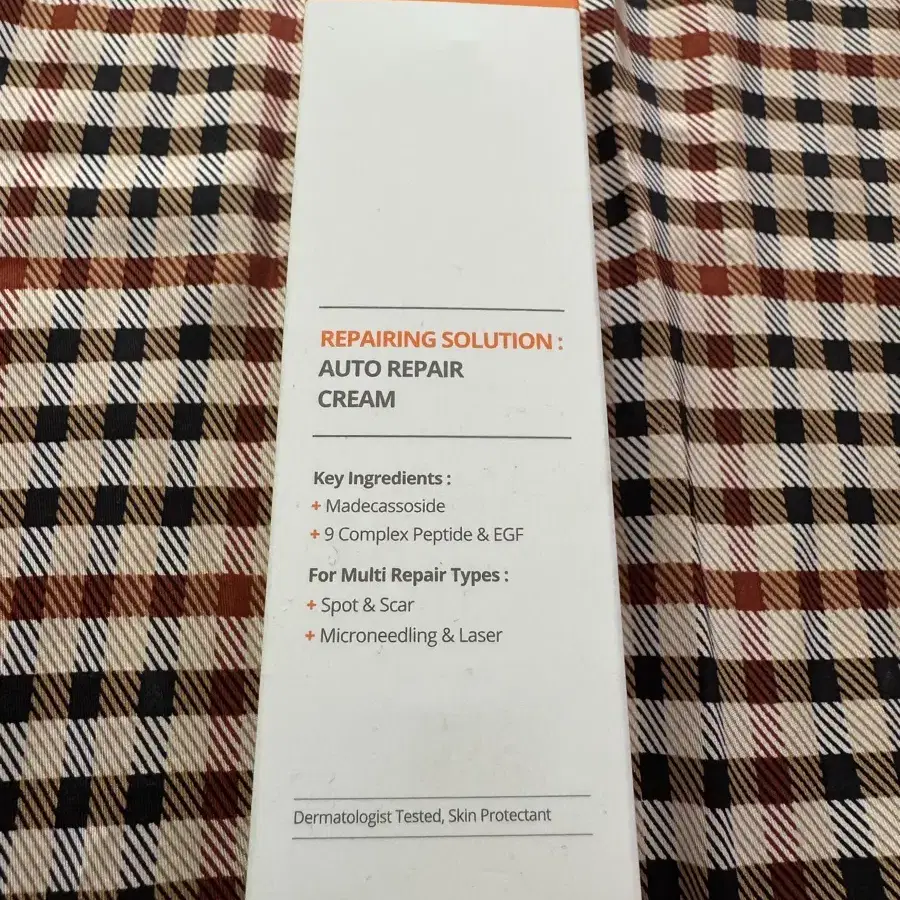 REPAIRING SOLUTION :
AUTO REPAIR
CREAM
Key Ingredients :
+ Madecassoside
+ 9 Complex Peptide & EGF
For Multi Repair Types :
+ Spot & Scar
+ Microneedling & Laser
Dermatologist Tested, Skin Protectant